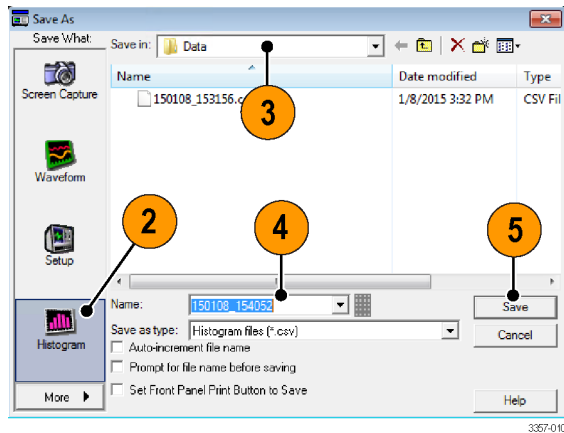 Save As
Save What:
Save in: Data
Name Date modified Type
150108_153156.c 1/8/2015 3:32 PM CSV Fil
3
Screen Capture
Waveform
2
4
5
Setup
Name: 150108_154052 Save
Save as type: Histogram files (*.csv) Cancel
Histogram
Auto-increment file name
Prompt for file name before saving
Set Front Panel Print Button to Save
More Help
3357-010